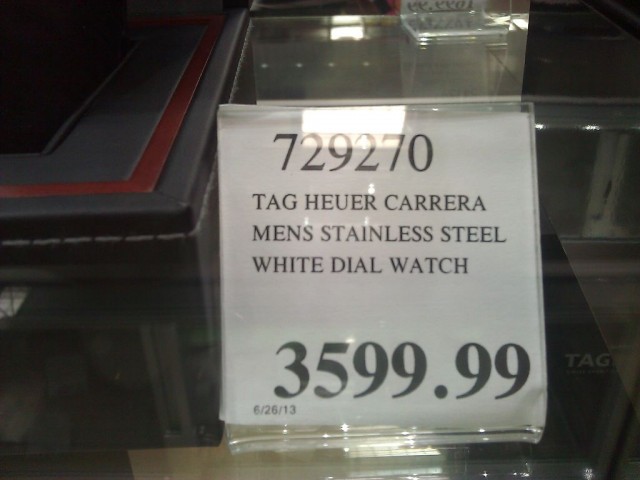 729270
TAG HEUER CARRERA
MENS STAINLESS STEEL
WHITE DIAL WATCH
3599.99
6/26/13
TAG